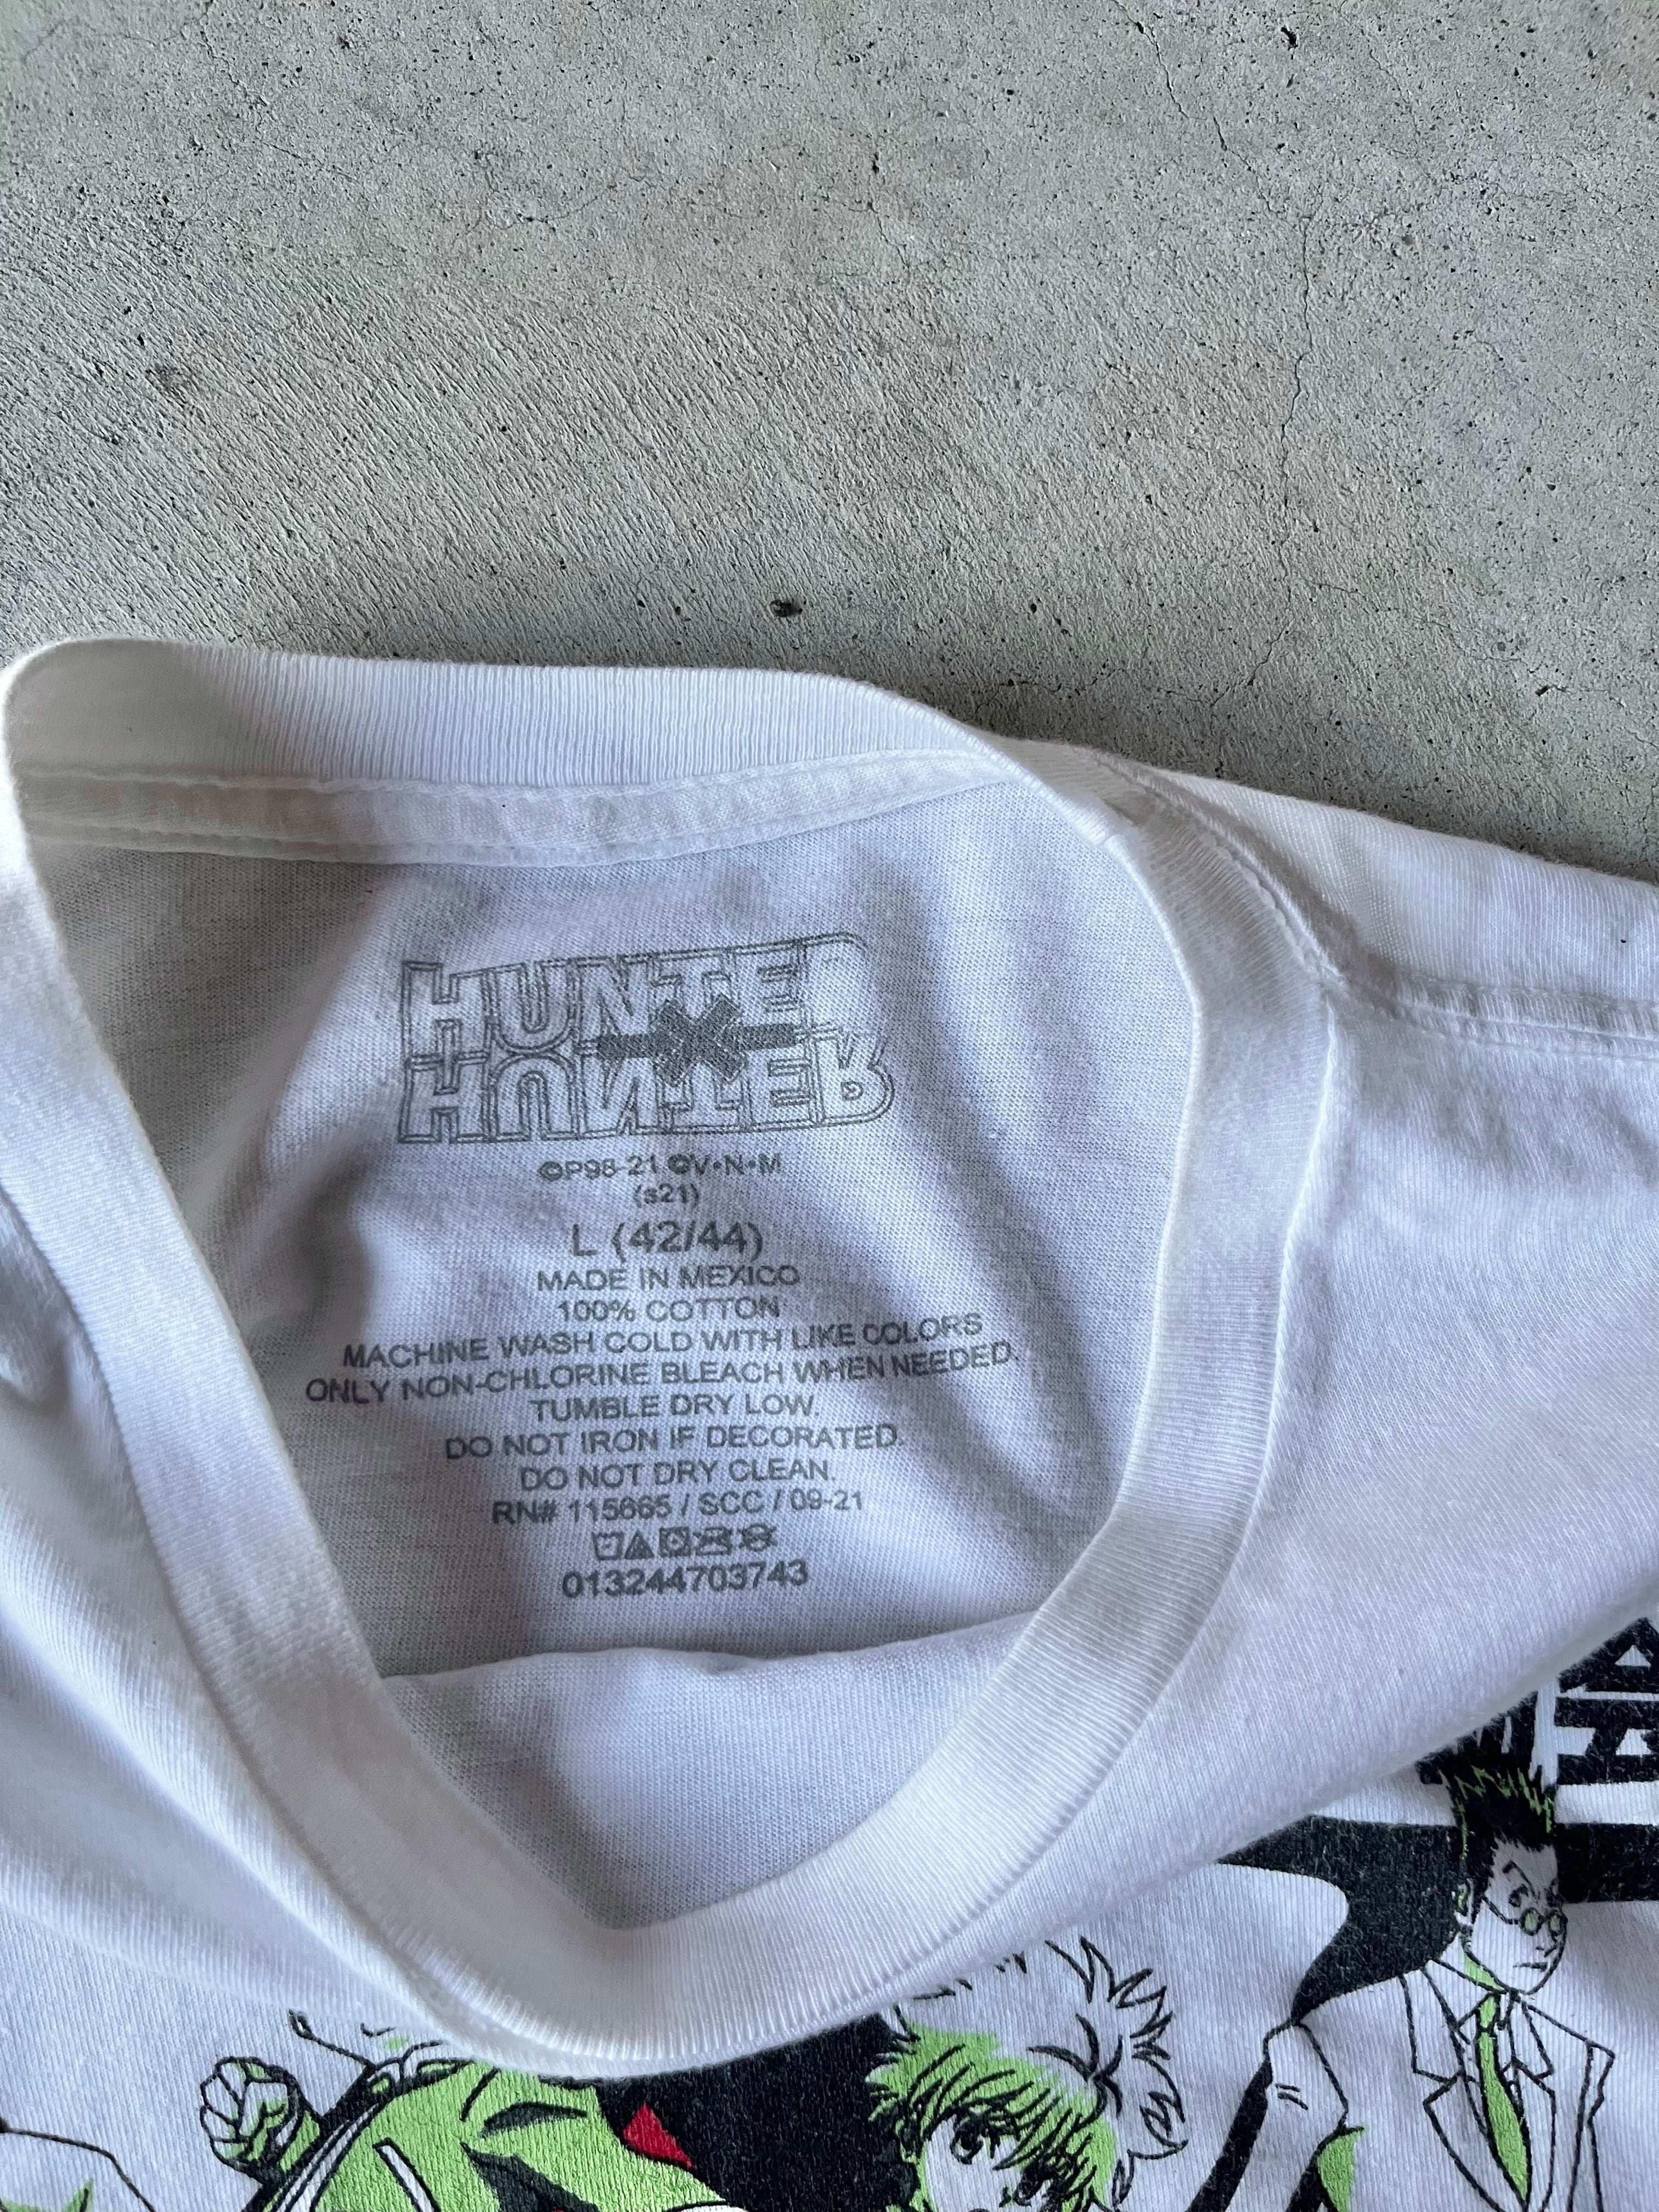 HUNTER
×
HUNTER
©P98-21 ©V•N•M
(s21)
L (42/44)
MADE IN MEXICO
100% COTTON
MACHINE WASH COLD WITH LIKE COLORS
ONLY NON-CHLORINE BLEACH WHEN NEEDED.
TUMBLE DRY LOW.
DO NOT IRON IF DECORATED.
DO NOT DRY CLEAN.
RN# 115665 / SCC / 09-21
013244703743